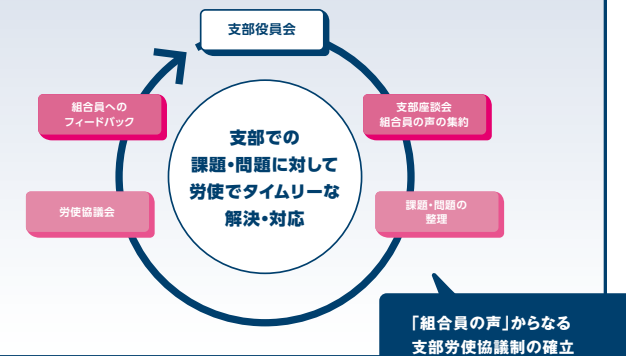 支部役員会
組合員への
フィードバック
支部座談会
組合員の声の集約
支部での
課題・問題に対して
労使でタイムリーな
解決・対応
労使協議会
課題・問題の
整理
「組合員の声」からなる
支部労使協議制の確立